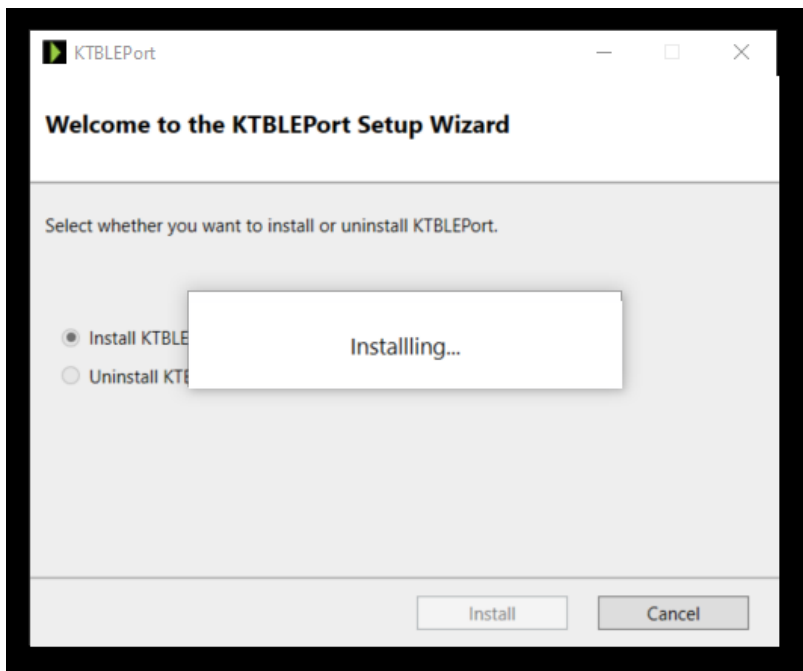 KTBLEPort
Welcome to the KTBLEPort Setup Wizard
Select whether you want to install or uninstall KTBLEPort.
Install KTBLE
Installling...
Uninstall KTE
Install
Cancel